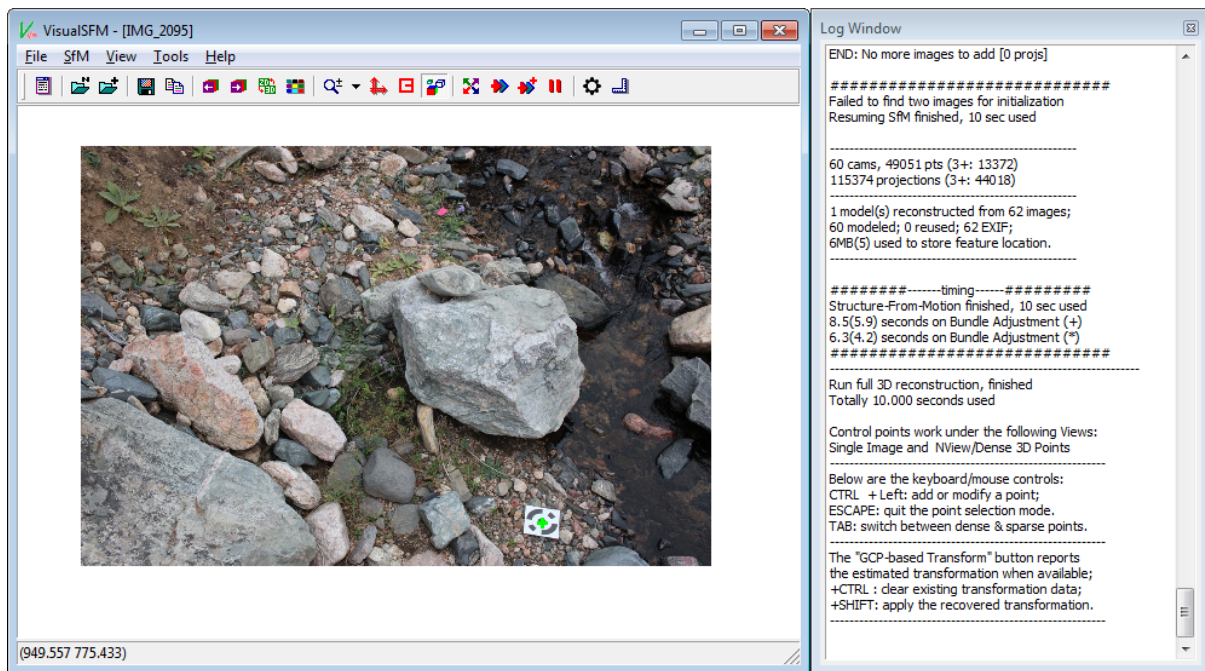 VisualSFM - [IMG_2095]
File SfM View Tools Help
(949.557 775.433)
Log Window
END: No more images to add [0 projs]
#############################
Failed to find two images for initialization
Resuming SfM finished, 10 sec used
----------------------------------------------------
60 cams, 49051 pts (3+: 13372)
115374 projections (3+: 44018)
----------------------------------------------------
1 model(s) reconstructed from 62 images;
60 modeled; 0 reused; 62 EXIF;
6MB(5) used to store feature location.
----------------------------------------------------
########-------timing------#########
Structure-From-Motion finished, 10 sec used
8.5(5.9) seconds on Bundle Adjustment (+)
6.3(4.2) seconds on Bundle Adjustment (*)
#############################
-----------------------------------------------------------------
Run full 3D reconstruction, finished
Totally 10.000 seconds used
Control points work under the following Views:
Single Image and NView/Dense 3D Points
----------------------------------------------------------
Below are the keyboard/mouse controls:
CTRL + Left: add or modify a point;
ESCAPE: quit the point selection mode.
TAB: switch between dense & sparse points.
----------------------------------------------------------
The "GCP-based Transform" button reports
the estimated transformation when available;
+CTRL : clear existing transformation data;
+SHIFT: apply the recovered transformation.
----------------------------------------------------------